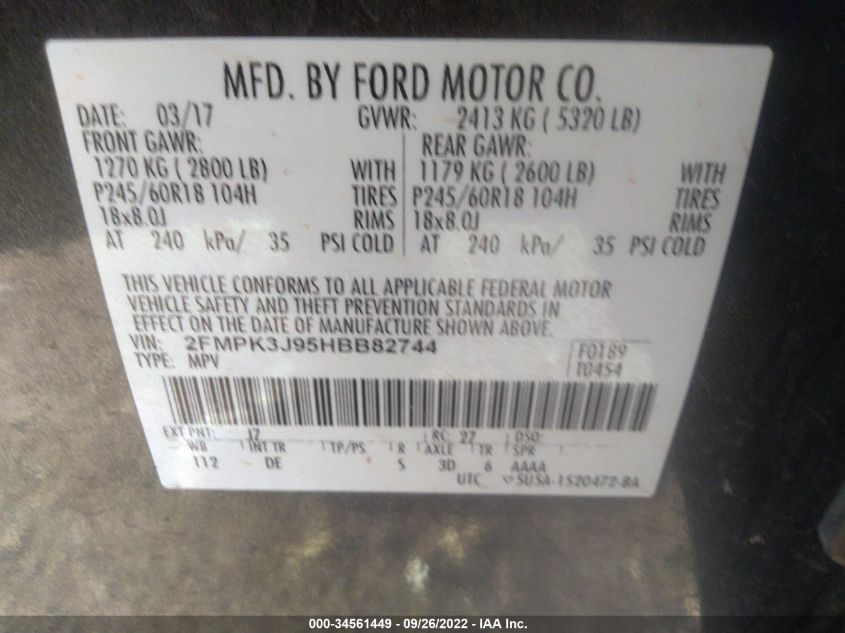 MFD. BY FORD MOTOR CO.
DATE: 03/17 GVWR: 2413 KG ( 5320 LB)
FRONT GAWR: REAR GAWR:
1270 KG ( 2800 LB) WITH 1179 KG ( 2600 LB) WITH
P245/60R18 104H TIRES P245/60R18 104H TIRES
18x8.0J RIMS 18x8.0J RIMS
AT 240 kPa/ 35 PSI COLD AT 240 kPa/ 35 PSI COLD
THIS VEHICLE CONFORMS TO ALL APPLICABLE FEDERAL MOTOR
VEHICLE SAFETY AND THEFT PREVENTION STANDARDS IN
EFFECT ON THE DATE OF MANUFACTURE SHOWN ABOVE.
VIN: 2FMPK3J95HBB82744 F0189
TYPE: MPV T0454
EXT PNT: J7 RC: 27 DSO:
WB INT TR TP/PS R AXLE TR SPR
112 DE S 3D 6 AAAA
UTC 5U5A-1520472-BA
000-34561449 - 09/26/2022 - IAA Inc.